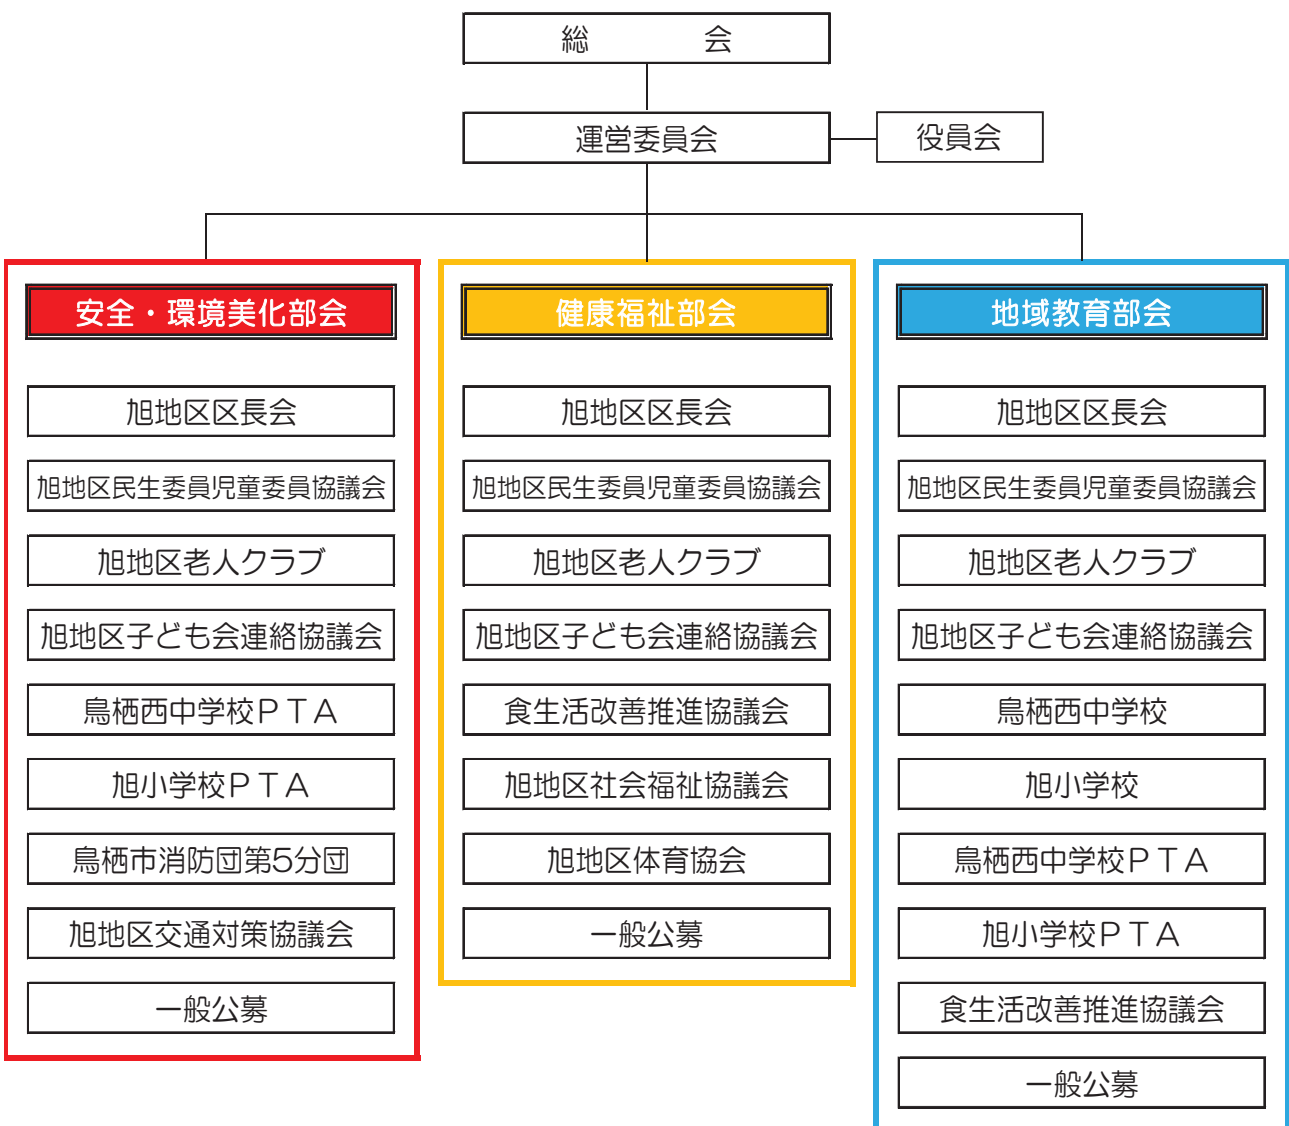 総　　　　会
運営委員会
役員会
安全・環境美化部会
旭地区区長会
旭地区民生委員児童委員協議会
旭地区老人クラブ
旭地区子ども会連絡協議会
鳥栖西中学校ＰＴＡ
旭小学校ＰＴＡ
鳥栖市消防団第5分団
旭地区交通対策協議会
一般公募
健康福祉部会
旭地区区長会
旭地区民生委員児童委員協議会
旭地区老人クラブ
旭地区子ども会連絡協議会
食生活改善推進協議会
旭地区社会福祉協議会
旭地区体育協会
一般公募
地域教育部会
旭地区区長会
旭地区民生委員児童委員協議会
旭地区老人クラブ
旭地区子ども会連絡協議会
鳥栖西中学校
旭小学校
鳥栖西中学校ＰＴＡ
旭小学校ＰＴＡ
食生活改善推進協議会
一般公募